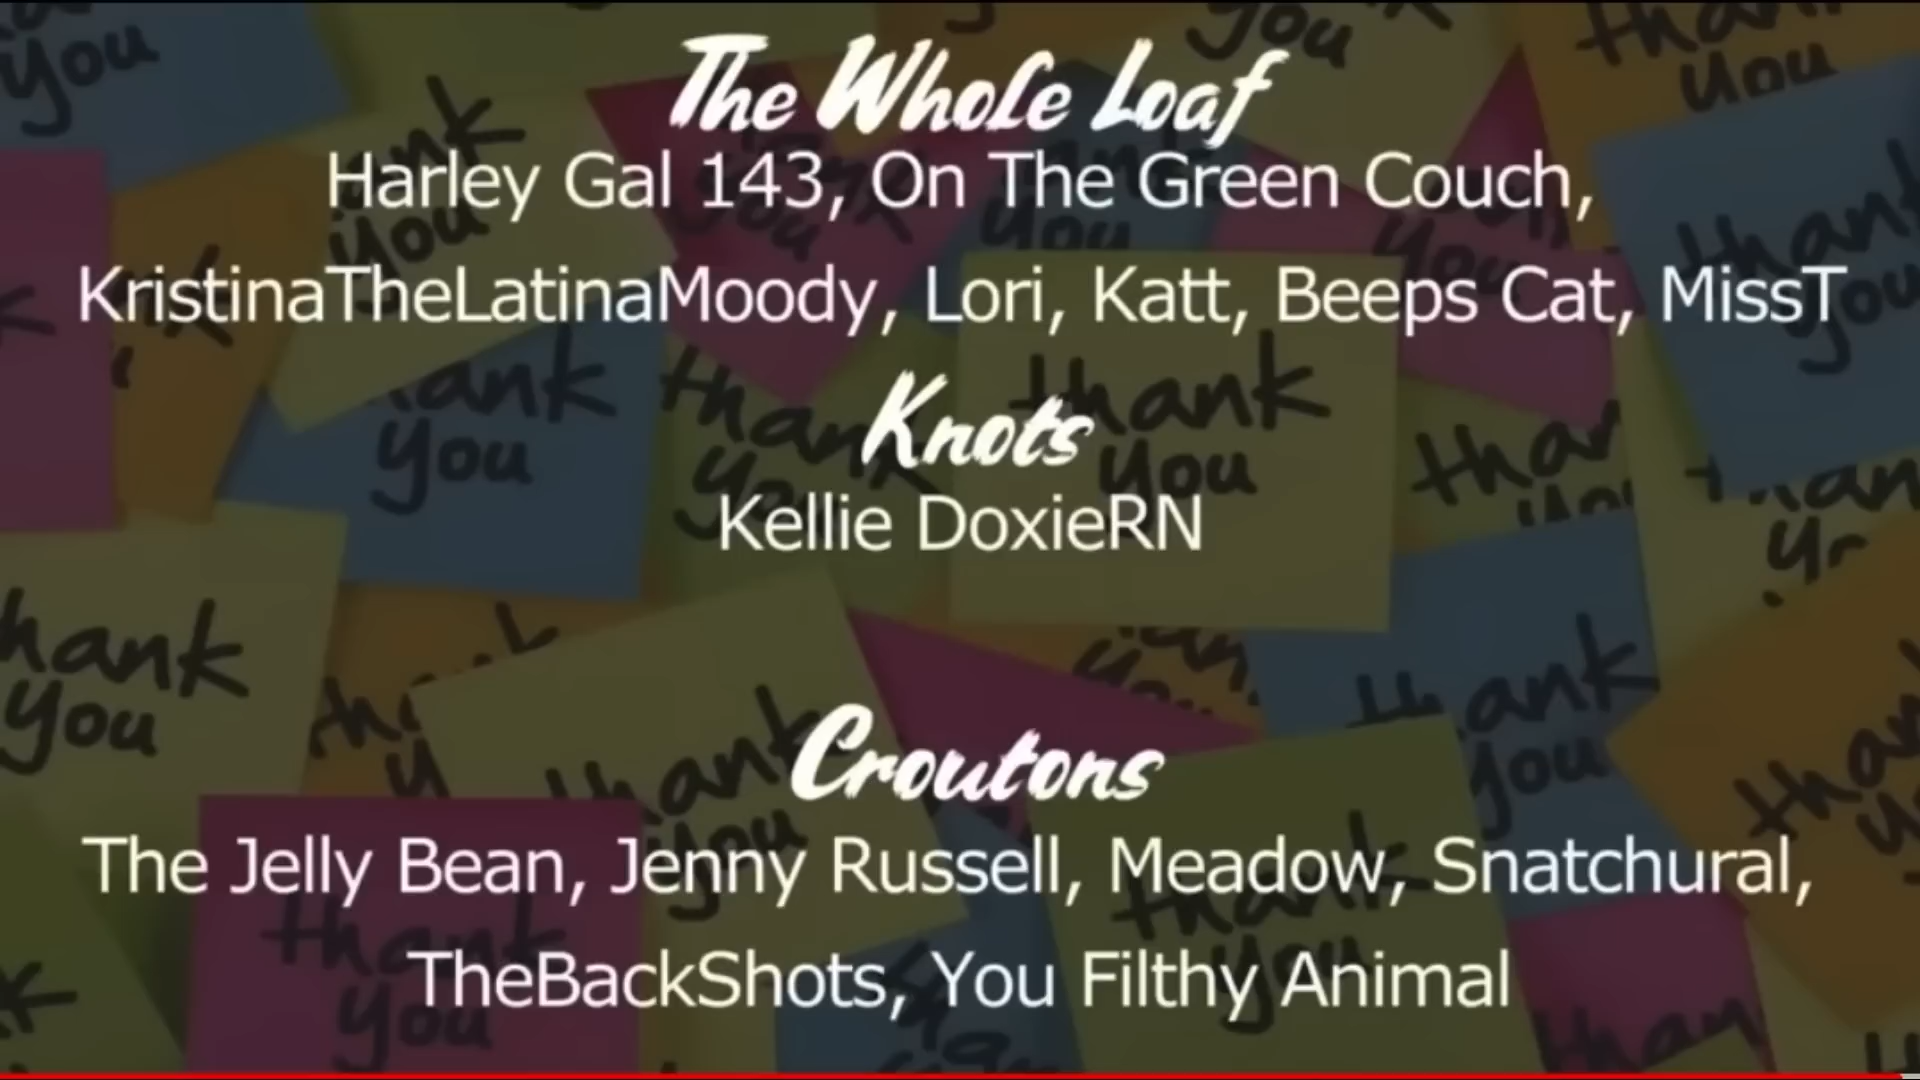 The Whole Loaf
Harley Gal 143, On The Green Couch,
KristinaTheLatinaMoody, Lori, Katt, Beeps Cat, MissT
Knots
Kellie DoxieRN
Croutons
The Jelly Bean, Jenny Russell, Meadow, Snatchural,
TheBackShots, You Filthy Animal